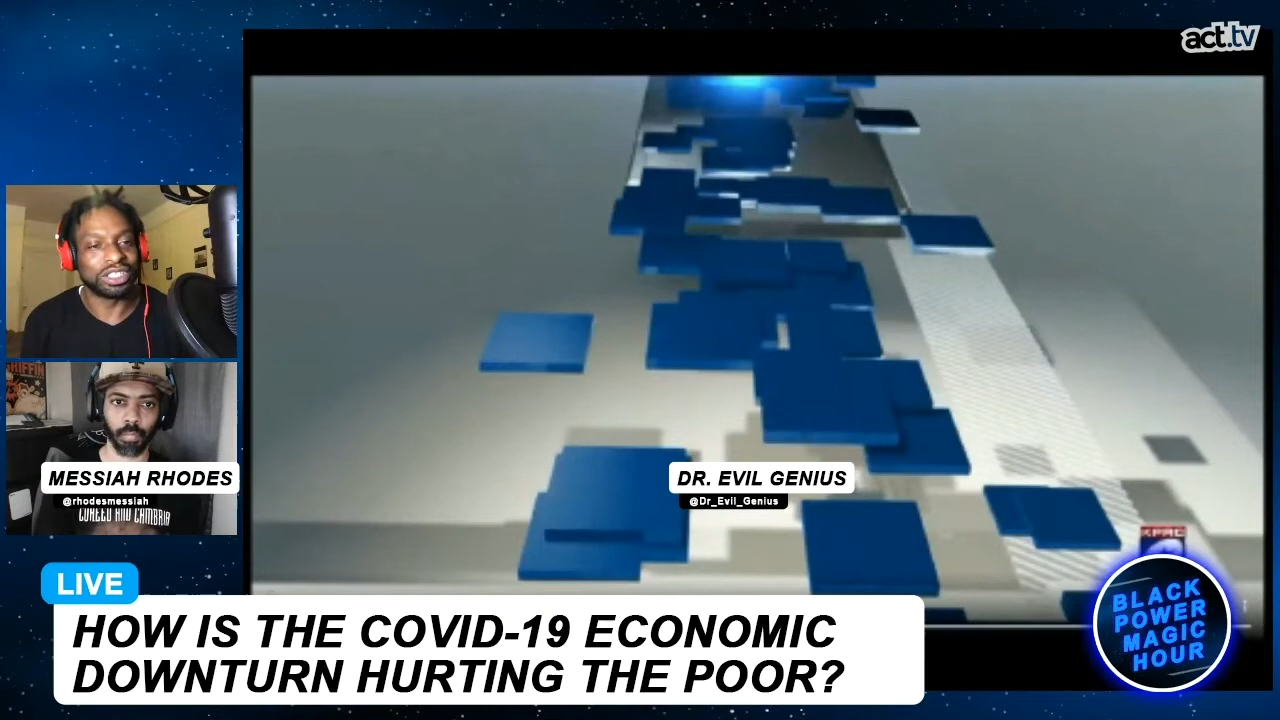 act.tv
MESSIAH RHODES
@rhodesmessiah
DR. EVIL GENIUS
@Dr_Evil_Genius
KPRC
LIVE
HOW IS THE COVID-19 ECONOMIC
DOWNTURN HURTING THE POOR?
BLACK
POWER
MAGIC
HOUR